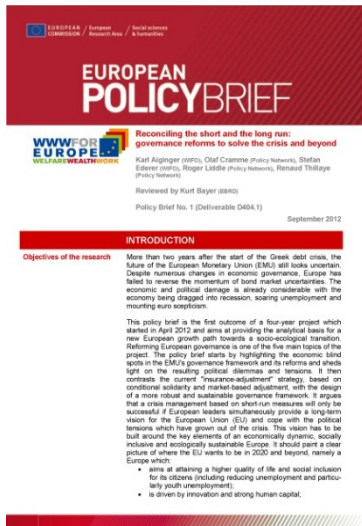 EUROPEAN COMMISSION
European Research Area
Social sciences & humanities
EUROPEAN
POLICYBRIEF
WWWFOR
EUROPE
WELFAREWEALTHWORK
Reconciling the short and the long run:
governance reforms to solve the crisis and beyond
Karl Aiginger (WIFO), Olaf Cramme (Policy Network), Stefan
Ederer (WIFO), Roger Liddle (Policy Network), Renaud Thillaye
(Policy Network)
Reviewed by Kurt Bayer (EBRD)
Policy Brief No. 1 (Deliverable D404.1)
September 2012
INTRODUCTION
Objectives of the research
More than two years after the start of the Greek debt crisis, the
future of the European Monetary Union (EMU) still looks uncertain.
Despite numerous changes in economic governance, Europe has
failed to reverse the momentum of bond market uncertainties. The
economic and political damage is already considerable with the
economy being dragged into recession, soaring unemployment and
mounting euro scepticism.
This policy brief is the first outcome of a four-year project which
started in April 2012 and aims at providing the analytical basis for a
new European growth path towards a socio-ecological transition.
Reforming European governance is one of the five main topics of the
project. The policy brief starts by highlighting the economic blind
spots in the EMU's governance framework and its reforms and sheds
light on the resulting political dilemmas and tensions. It then
contrasts the current "insurance-adjustment" strategy, based on
conditional solidarity and market-based adjustment, with the design
of a more robust and sustainable governance framework. It argues
that a crisis management based on short-run measures will only be
successful if European leaders simultaneously provide a long-term
vision for the European Union (EU) and cope with the political
tensions which have grown out of the crisis. This vision has to be
built around the key elements of an economically dynamic, socially
inclusive and ecologically sustainable Europe. It should paint a clear
picture of where the EU wants to be in 2020 and beyond, namely a
Europe which:
• aims at attaining a higher quality of life and social inclusion
for its citizens (including reducing unemployment and particu-
larly youth unemployment);
• is driven by innovation and strong human capital;